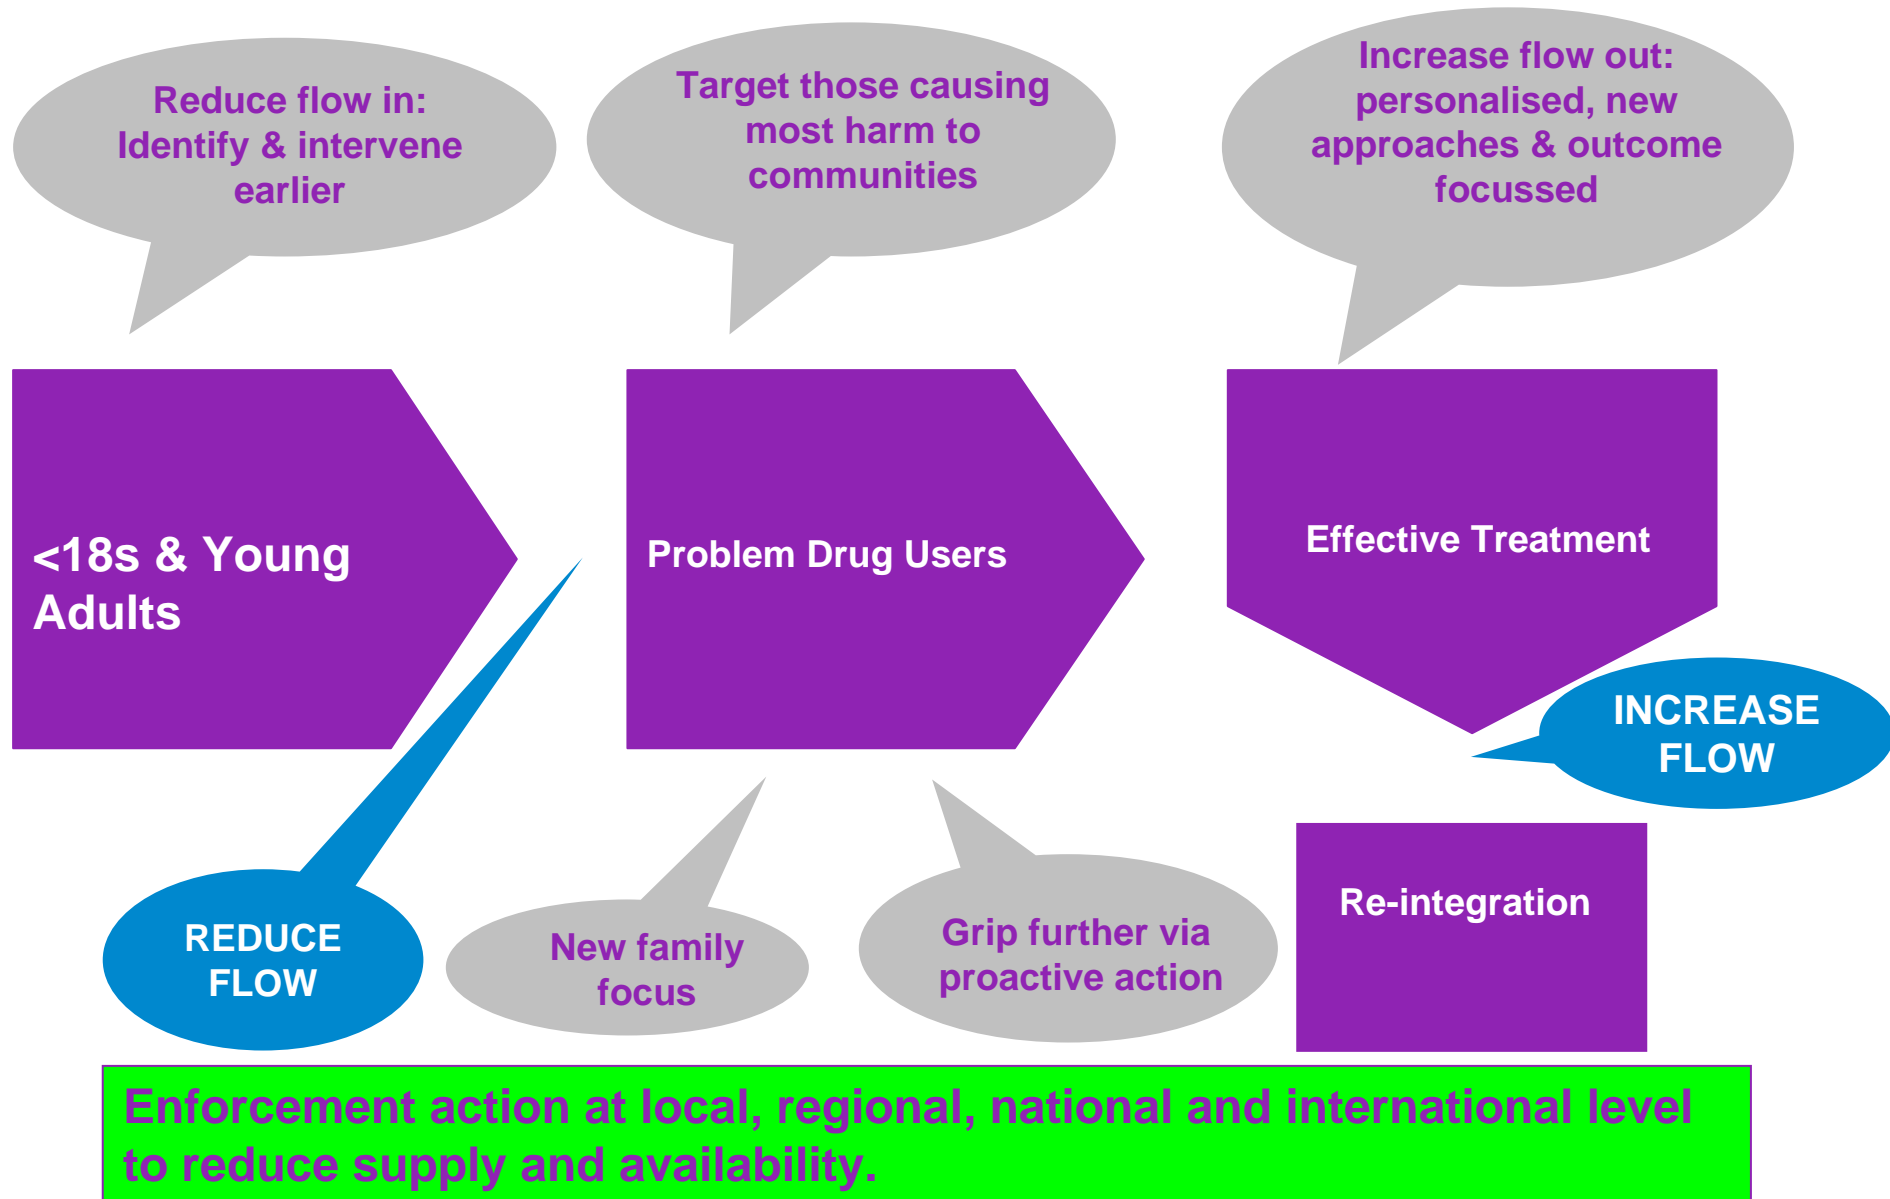 Reduce flow in:
Identify & intervene
earlier
Target those causing
most harm to
communities
Increase flow out:
personalised, new
approaches & outcome
focussed
<18s & Young
Adults
Problem Drug Users
Effective Treatment
INCREASE
FLOW
REDUCE
FLOW
New family
focus
Grip further via
proactive action
Re-integration
Enforcement action at local, regional, national and international level
to reduce supply and availability.